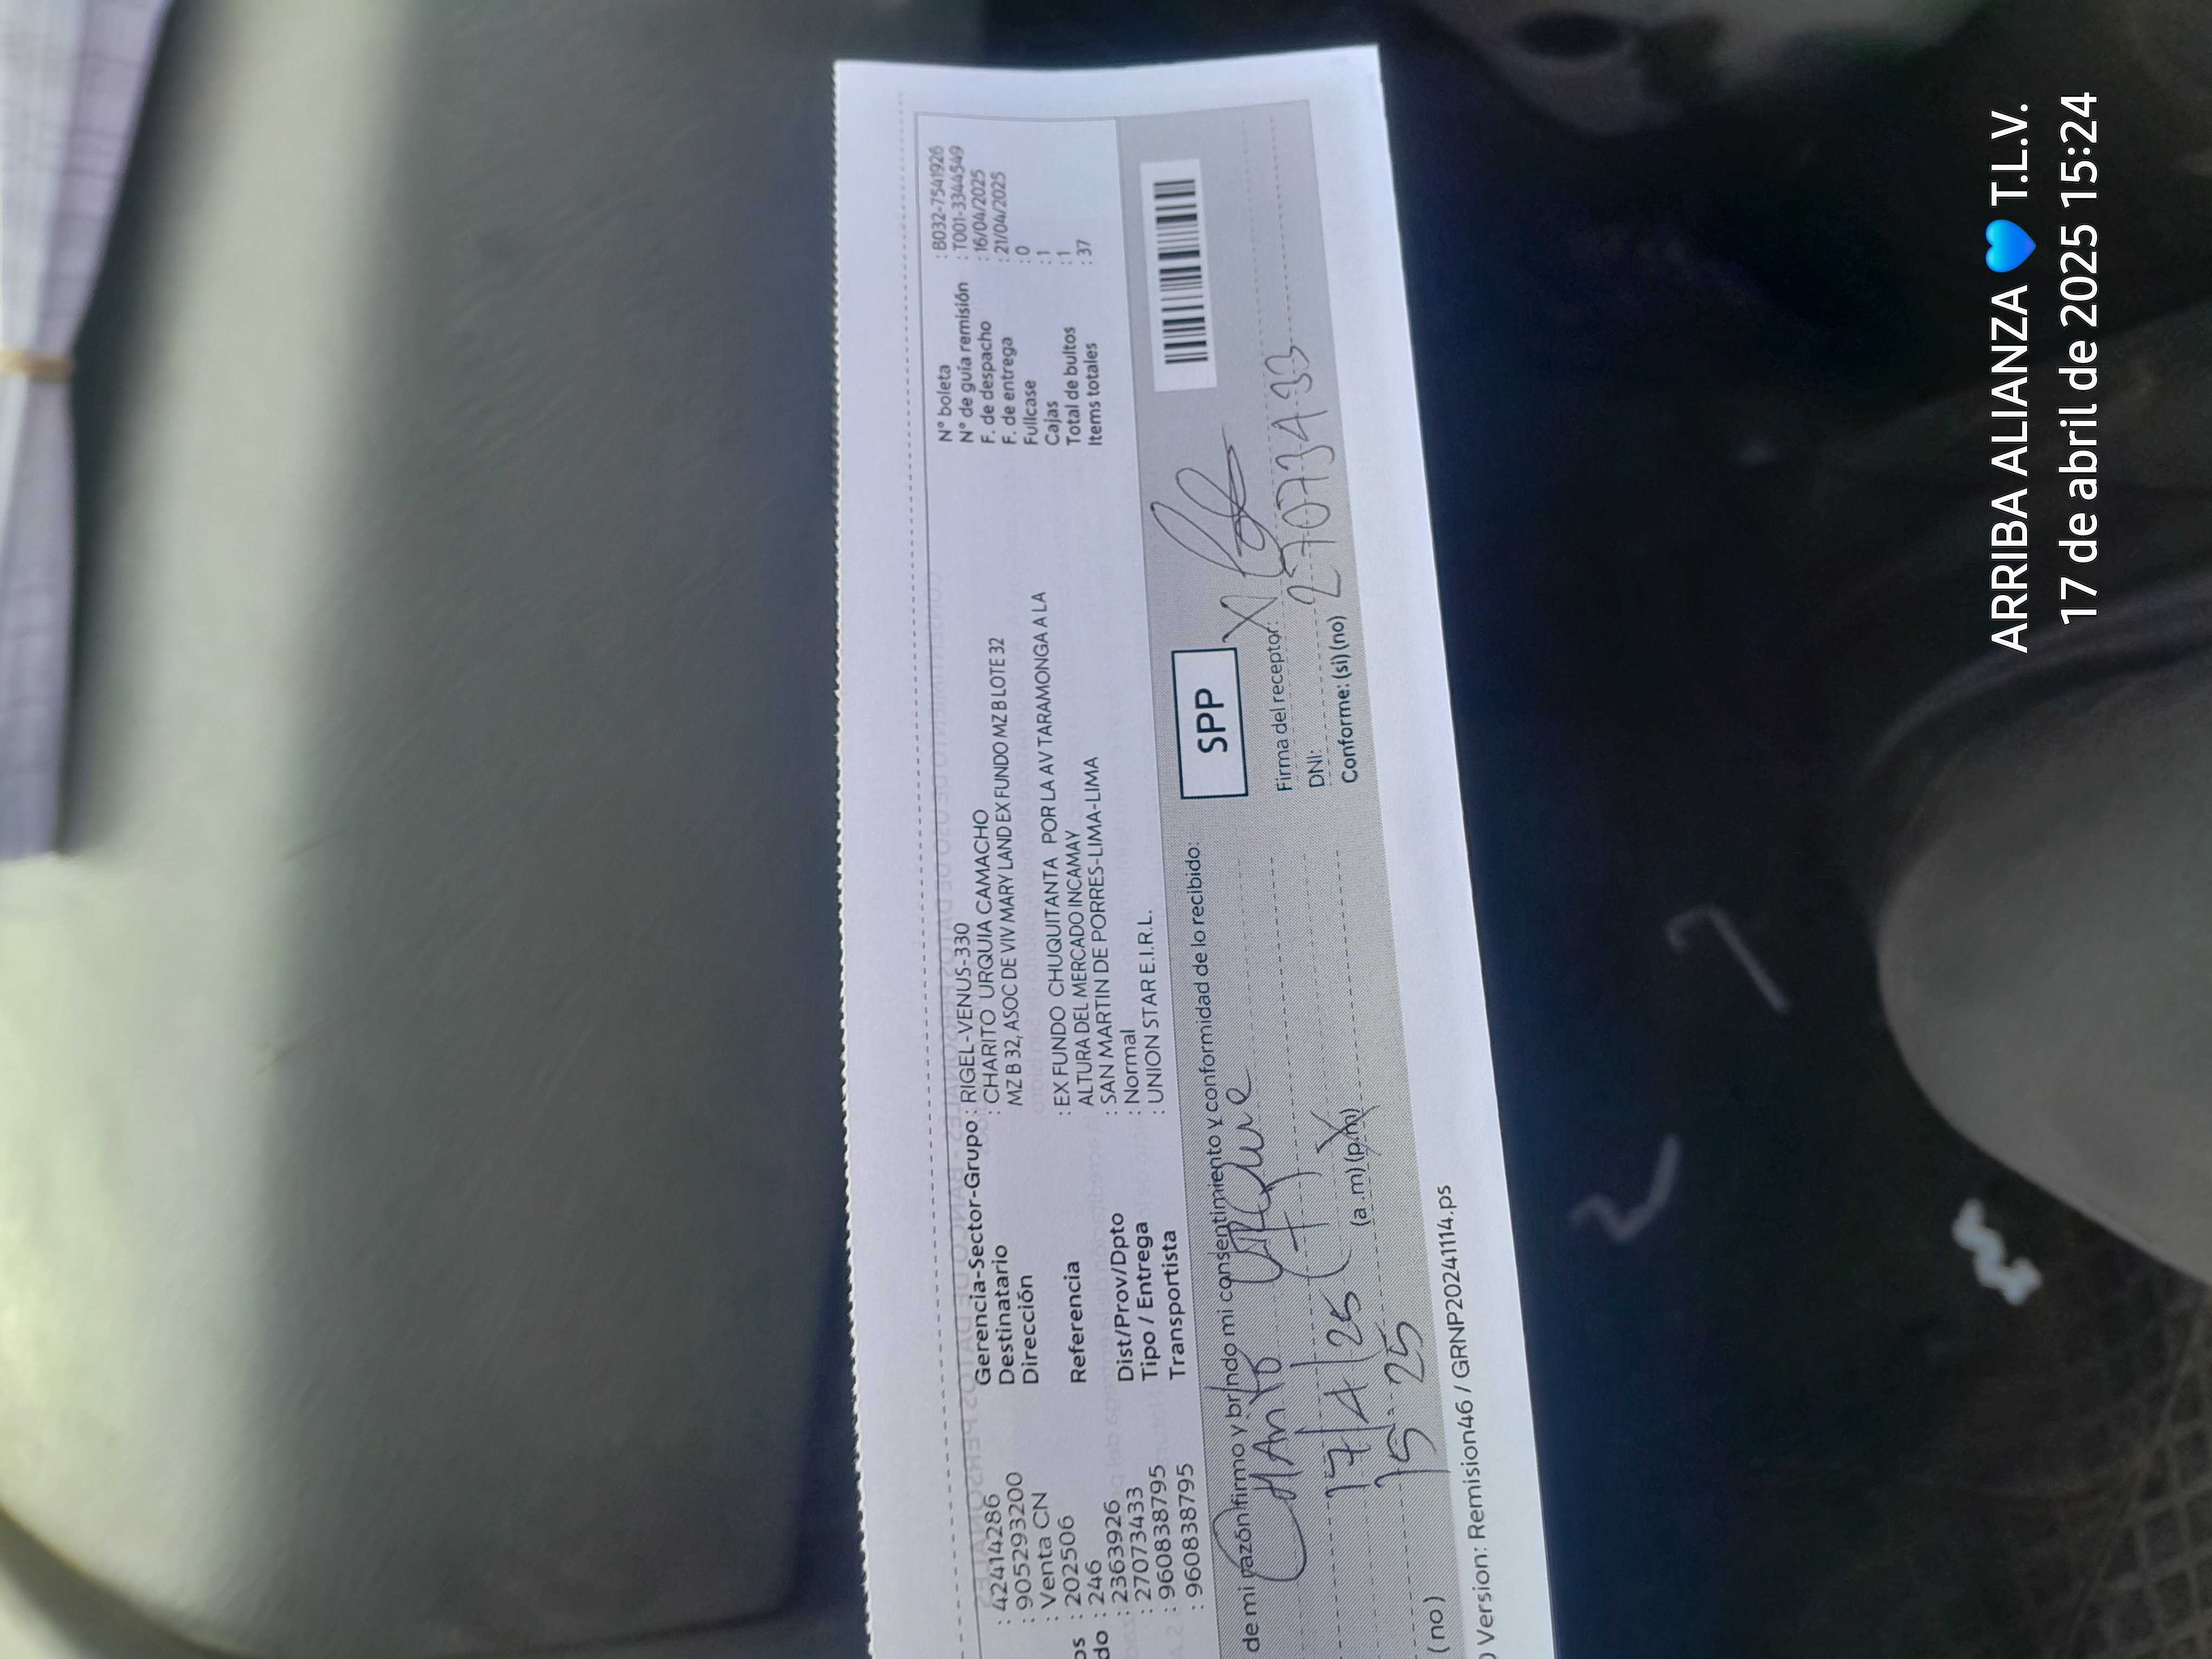 : 42414286
: 905293200
: Venta CN
os : 202506
do : 246
: 2363926
: 27073433
: 960838795
: 960838795
Gerencia-Sector-Grupo : RIGEL-VENUS-330
Destinatario : CHARITO URQUIA CAMACHO
Dirección MZ B 32, ASOC DE VIV MARY LAND EX FUNDO MZ B LOTE 32
Referencia : EX FUNDO CHUQUITANTA POR LA AV TARAMONGA A LA
ALTURA DEL MERCADO INCAMAY
Dist/Prov/Dpto : SAN MARTIN DE PORRES-LIMA-LIMA
Tipo / Entrega : Normal
Transportista : UNION STAR E.I.R.L.
N° boleta : B032-7541926
N° de guía remisión : T001-3344549
F. de despacho : 16/04/2025
F. de entrega : 21/04/2025
Fullcase : 0
Cajas : 1
Total de bultos : 1
Items totales : 37
de mi razón firmo y brindo mi consentimiento y conformidad de lo recibido:
17/4/25
15:25
(a.m) (p.m)
(no)
SPP
Firma del receptor: X
DNI: 27073433
Conforme: (si) (no)
) Version: Remision46 / GRNP20241114.ps
ARRIBA ALIANZA 💙 T.L.V.
17 de abril de 2025 15:24